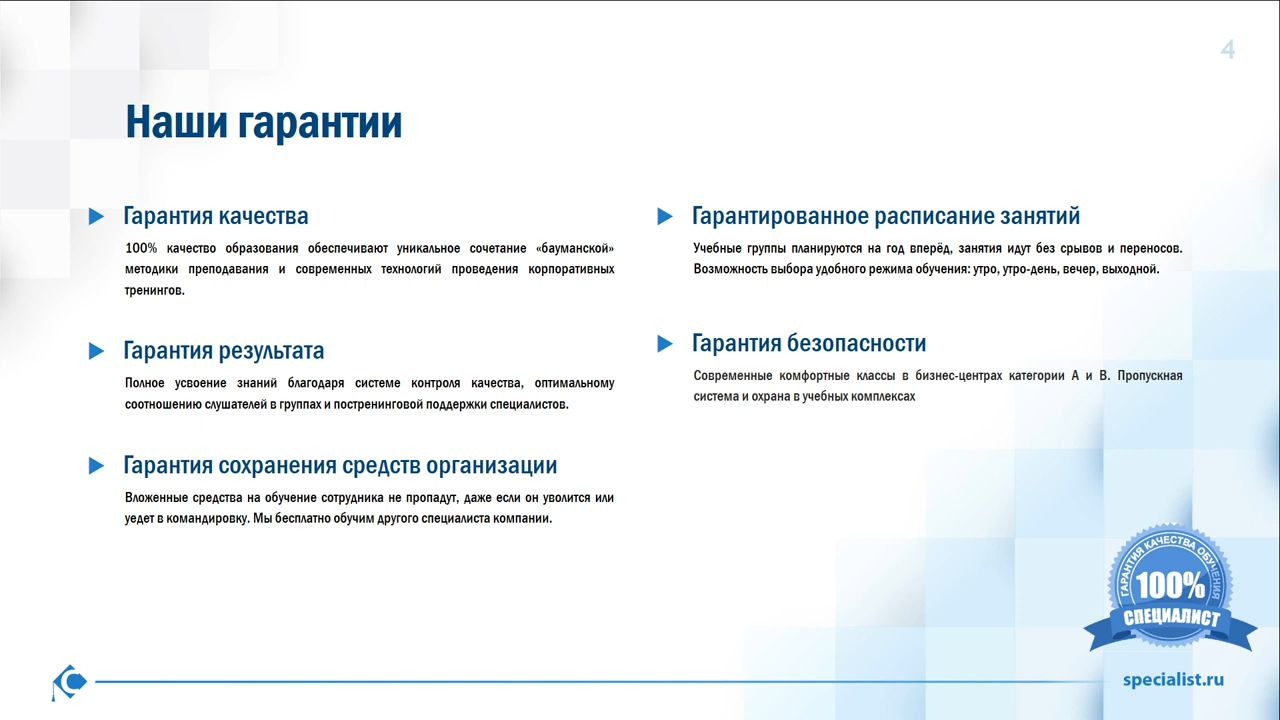 4
Наши гарантии
Гарантия качества
100% качество образования обеспечивают уникальное сочетание «бауманской»
методики преподавания и современных технологий проведения корпоративных
тренингов.
Гарантия результата
Полное усвоение знаний благодаря системе контроля качества, оптимальному
соотношению слушателей в группах и постренинговой поддержки специалистов.
Гарантия сохранения средств организации
Вложенные средства на обучение сотрудника не пропадут, даже если он уволится или
уедет в командировку. Мы бесплатно обучим другого специалиста компании.
Гарантированное расписание занятий
Учебные группы планируются на год вперёд, занятия идут без срывов и переносов.
Возможность выбора удобного режима обучения: утро, утро-день, вечер, выходной.
Гарантия безопасности
Современные комфортные классы в бизнес-центрах категории А и В. Пропускная
система и охрана в учебных комплексах
ГАРАНТИЯ КАЧЕСТВА ОБУЧЕНИЯ
100%
СПЕЦИАЛИСТ
specialist.ru